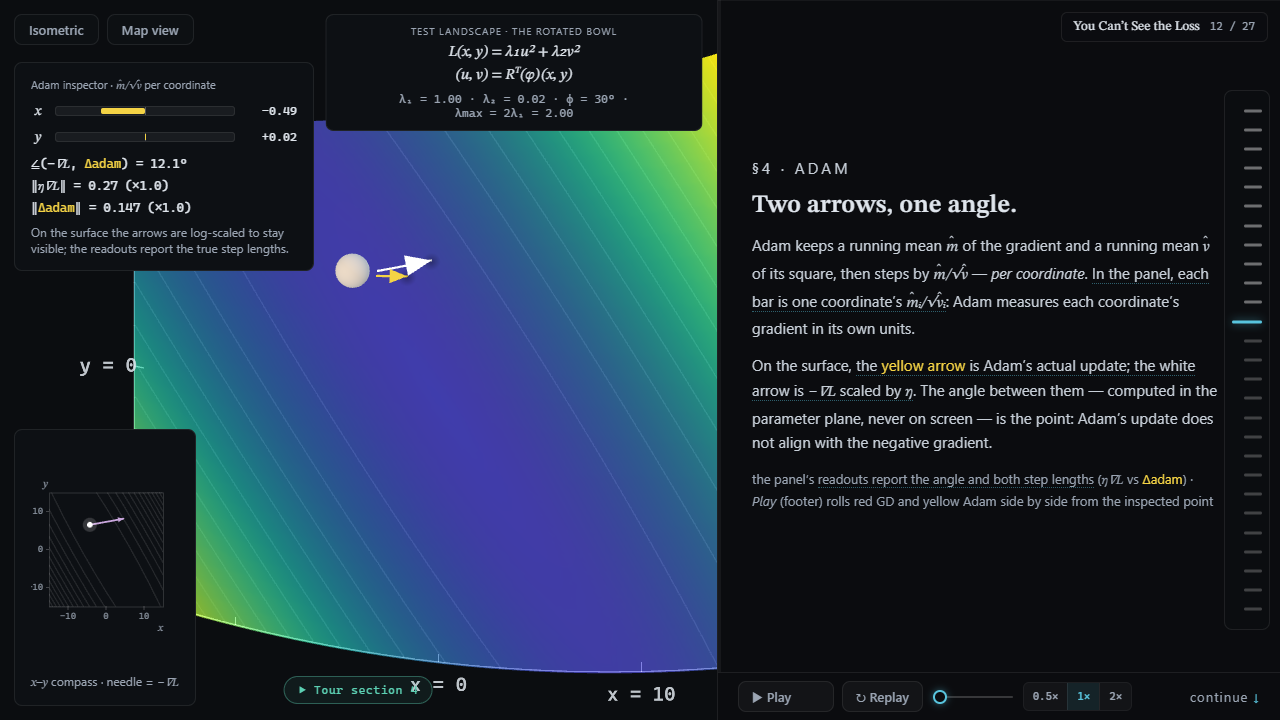 Isometric
Map view
Adam inspector · m̂/√v̂ per coordinate
x −0.49
y +0.02
∠(−∇L, Δadam) = 12.1°
‖η∇L‖ = 0.27 (×1.0)
‖Δadam‖ = 0.147 (×1.0)
On the surface the arrows are log-scaled to stay
visible; the readouts report the true step lengths.
TEST LANDSCAPE · THE ROTATED BOWL
L(x, y) = λ₁u² + λ₂v²
(u, v) = Rᵀ(φ)(x, y)
λ₁ = 1.00 · λ₂ = 0.02 · ϕ = 30° ·
λmax = 2λ₁ = 2.00
y = 0
y
10
0
-10
−10 0 10
x
x–y compass · needle = −∇L
x = 0
x = 10
▶ Tour section 4
You Can’t See the Loss 12 / 27
§4 · ADAM
Two arrows, one angle.
Adam keeps a running mean m̂ of the gradient and a running mean v̂
of its square, then steps by m̂/√v̂ — per coordinate. In the panel, each
bar is one coordinate’s m̂ᵢ/√v̂ᵢ: Adam measures each coordinate’s
gradient in its own units.
On the surface, the yellow arrow is Adam’s actual update; the white
arrow is −∇L scaled by η. The angle between them — computed in the
parameter plane, never on screen — is the point: Adam’s update does
not align with the negative gradient.
the panel’s readouts report the angle and both step lengths (η∇L vs Δadam) ·
Play (footer) rolls red GD and yellow Adam side by side from the inspected point
▶ Play
↻ Replay
0.5×
1×
2×
continue ↓